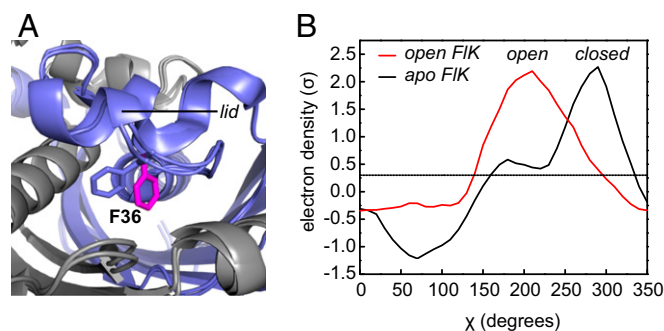 A
lid
F36
B
open FlK
apo FlK
open
closed
electron density (σ)
2.5
2.0
1.5
1.0
0.5
0.0
-0.5
-1.0
-1.5
0 50 100 150 200 250 300 350
χ (degrees)